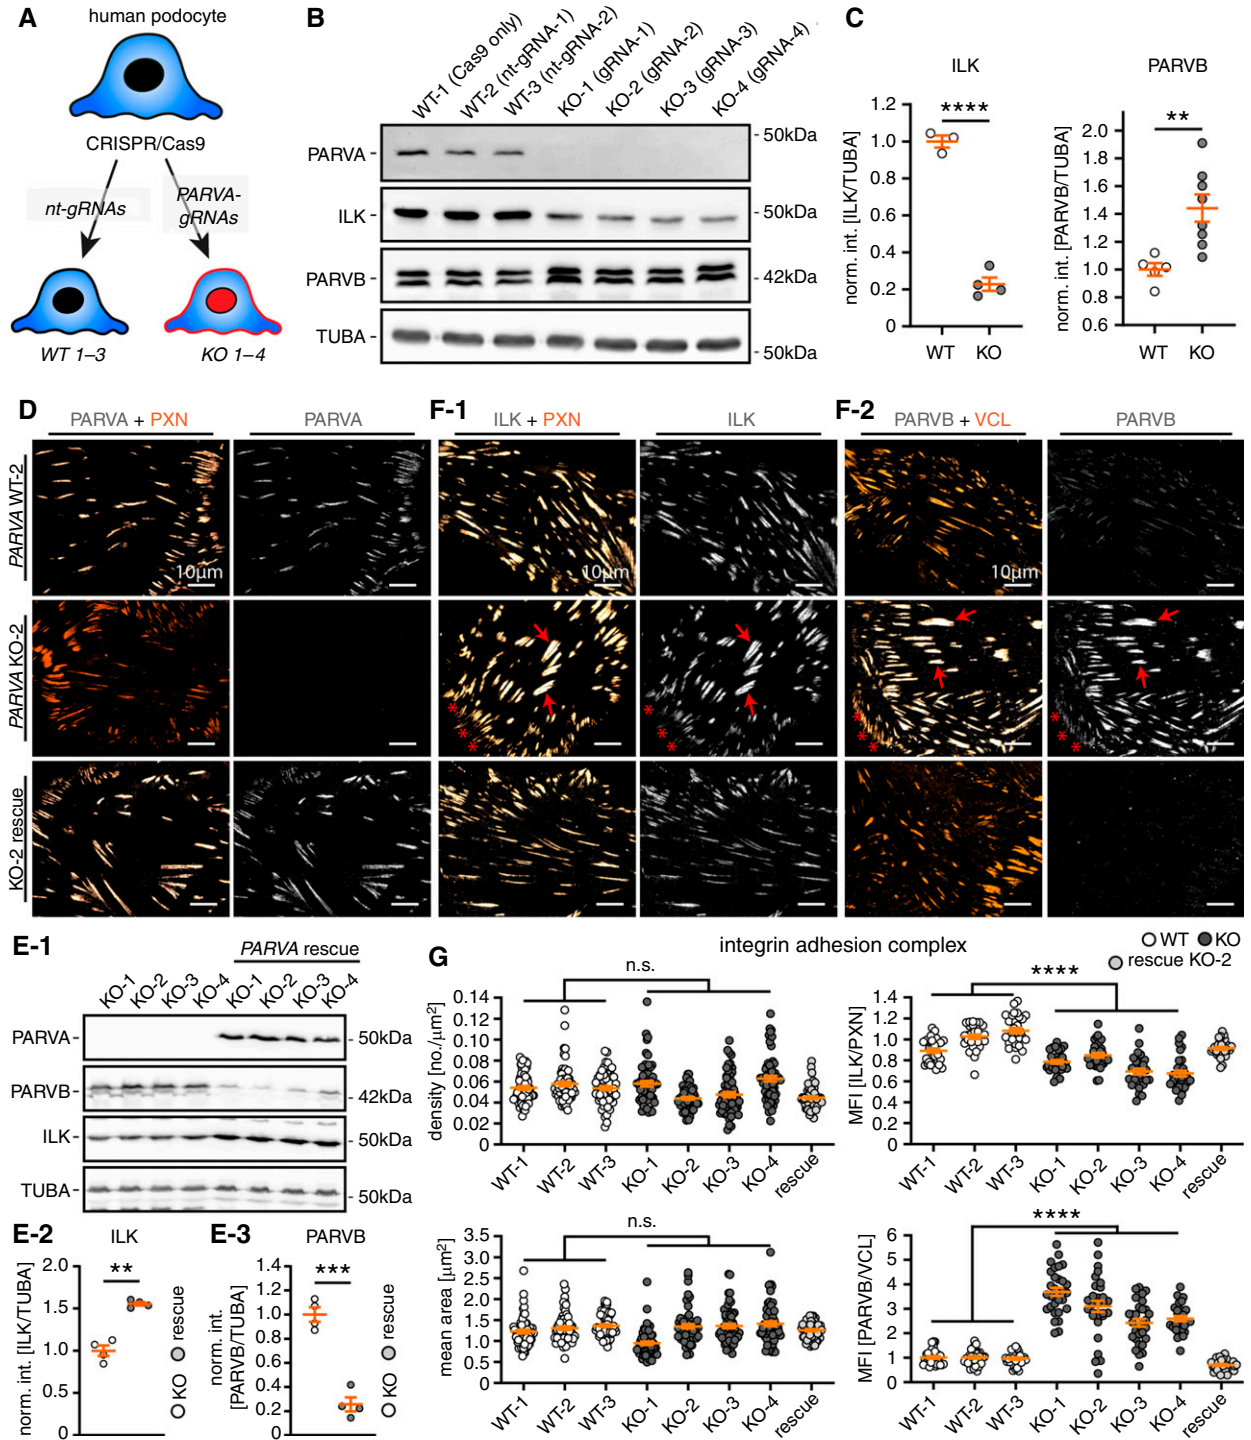 A
human podocyte
CRISPR/Cas9
nt-gRNAs
PARVA-
gRNAs
WT 1–3
KO 1–4
B
WT-1 (Cas9 only)
WT-2 (nt-gRNA-1)
WT-3 (nt-gRNA-2)
KO-1 (gRNA-1)
KO-2 (gRNA-2)
KO-3 (gRNA-3)
KO-4 (gRNA-4)
PARVA
50kDa
ILK
50kDa
PARVB
42kDa
TUBA
50kDa
C
ILK
norm. int. [ILK/TUBA]
1.2
1.0
0.8
0.6
0.4
0.2
0
****
WT
KO
PARVB
norm. int. [PARVB/TUBA]
2.0
1.8
1.6
1.4
1.2
1.0
0.8
0.6
**
WT
KO
D
PARVA + PXN
PARVA
F-1
ILK + PXN
ILK
F-2
PARVB + VCL
PARVB
PARVA WT-2
10µm
10µm
10µm
PARVA KO-2
*
*
*
*
*
*
*
*
*
*
*
*
KO-2 rescue
E-1
PARVA rescue
KO-1
KO-2
KO-3
KO-4
KO-1
KO-2
KO-3
KO-4
PARVA
50kDa
PARVB
42kDa
ILK
50kDa
TUBA
50kDa
E-2
ILK
norm. int. [ILK/TUBA]
2.0
1.5
1.0
0.5
0
**
KO
rescue
E-3
PARVB
norm. int.
[PARVB/TUBA]
1.4
1.2
1.0
0.8
0.6
0.4
0.2
0
***
KO
rescue
G
integrin adhesion complex
WT
KO
rescue KO-2
density [no./µm²]
0.14
0.12
0.10
0.08
0.06
0.04
0.02
0
n.s.
WT-1
WT-2
WT-3
KO-1
KO-2
KO-3
KO-4
rescue
MFI [ILK/PXN]
1.4
1.2
1.0
0.8
0.6
0.4
0.2
0
****
WT-1
WT-2
WT-3
KO-1
KO-2
KO-3
KO-4
rescue
mean area [µm²]
3.5
3.0
2.5
2.0
1.5
1.0
0.5
0
n.s.
WT-1
WT-2
WT-3
KO-1
KO-2
KO-3
KO-4
rescue
MFI [PARVB/VCL]
6
5
4
3
2
1
0
****
WT-1
WT-2
WT-3
KO-1
KO-2
KO-3
KO-4
rescue